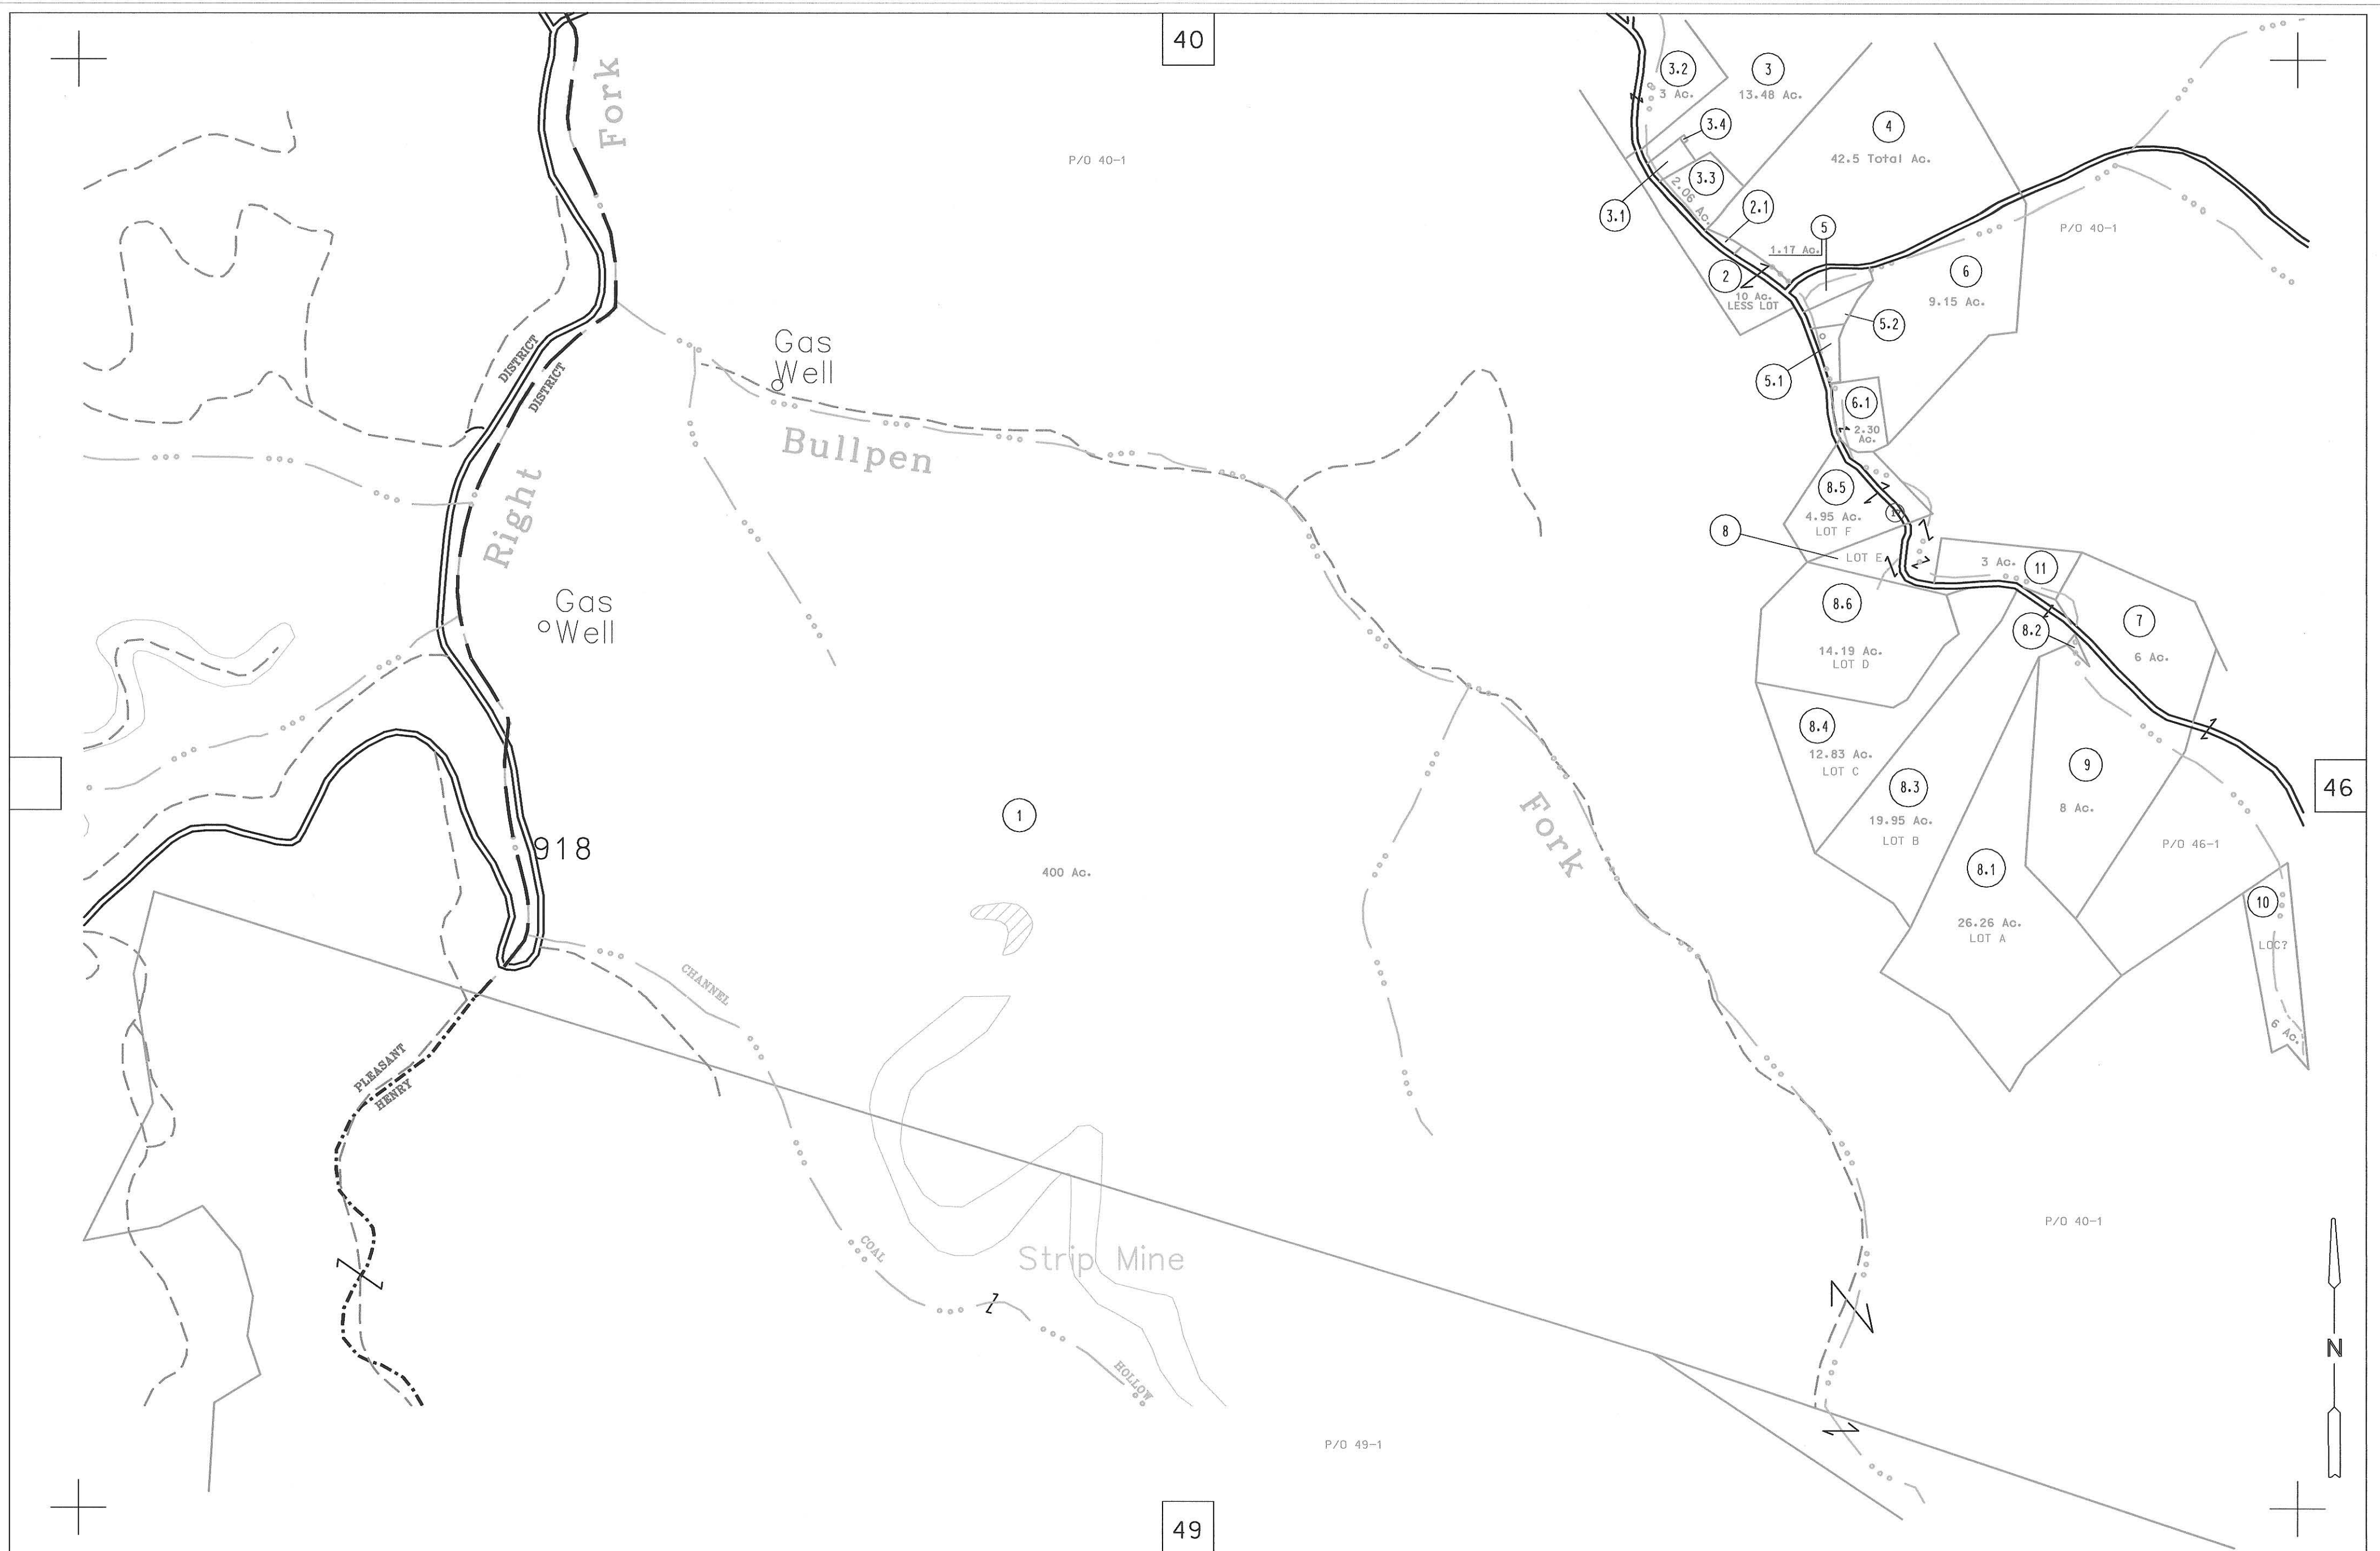 40
Fork
P/O 40-1
3.2
3 Ac.
3
13.48 Ac.
3.4
4
42.5 Total Ac.
3.3
2.06 Ac.
3.1
2.1
5
1.17 Ac.
P/O 40-1
2
10 Ac.
LESS LOT
6
9.15 Ac.
5.2
5.1
DISTRICT
DISTRICT
Gas
Well
6.1
2.30
Ac.
Bullpen
Right
8.5
4.95 Ac.
LOT F
8
LOT E
3 Ac.
11
Gas
Well
8.6
14.19 Ac.
LOT D
8.2
7
6 Ac.
8.4
12.83 Ac.
LOT C
9
8 Ac.
46
8.3
19.95 Ac.
LOT B
1
400 Ac.
Fork
918
P/O 46-1
8.1
26.26 Ac.
LOT A
10
LOC?
6 Ac.
CHANNEL
PLEASANT
HENRY
COAL
Strip Mine
HOLLOW
P/O 40-1
N
P/O 49-1
49